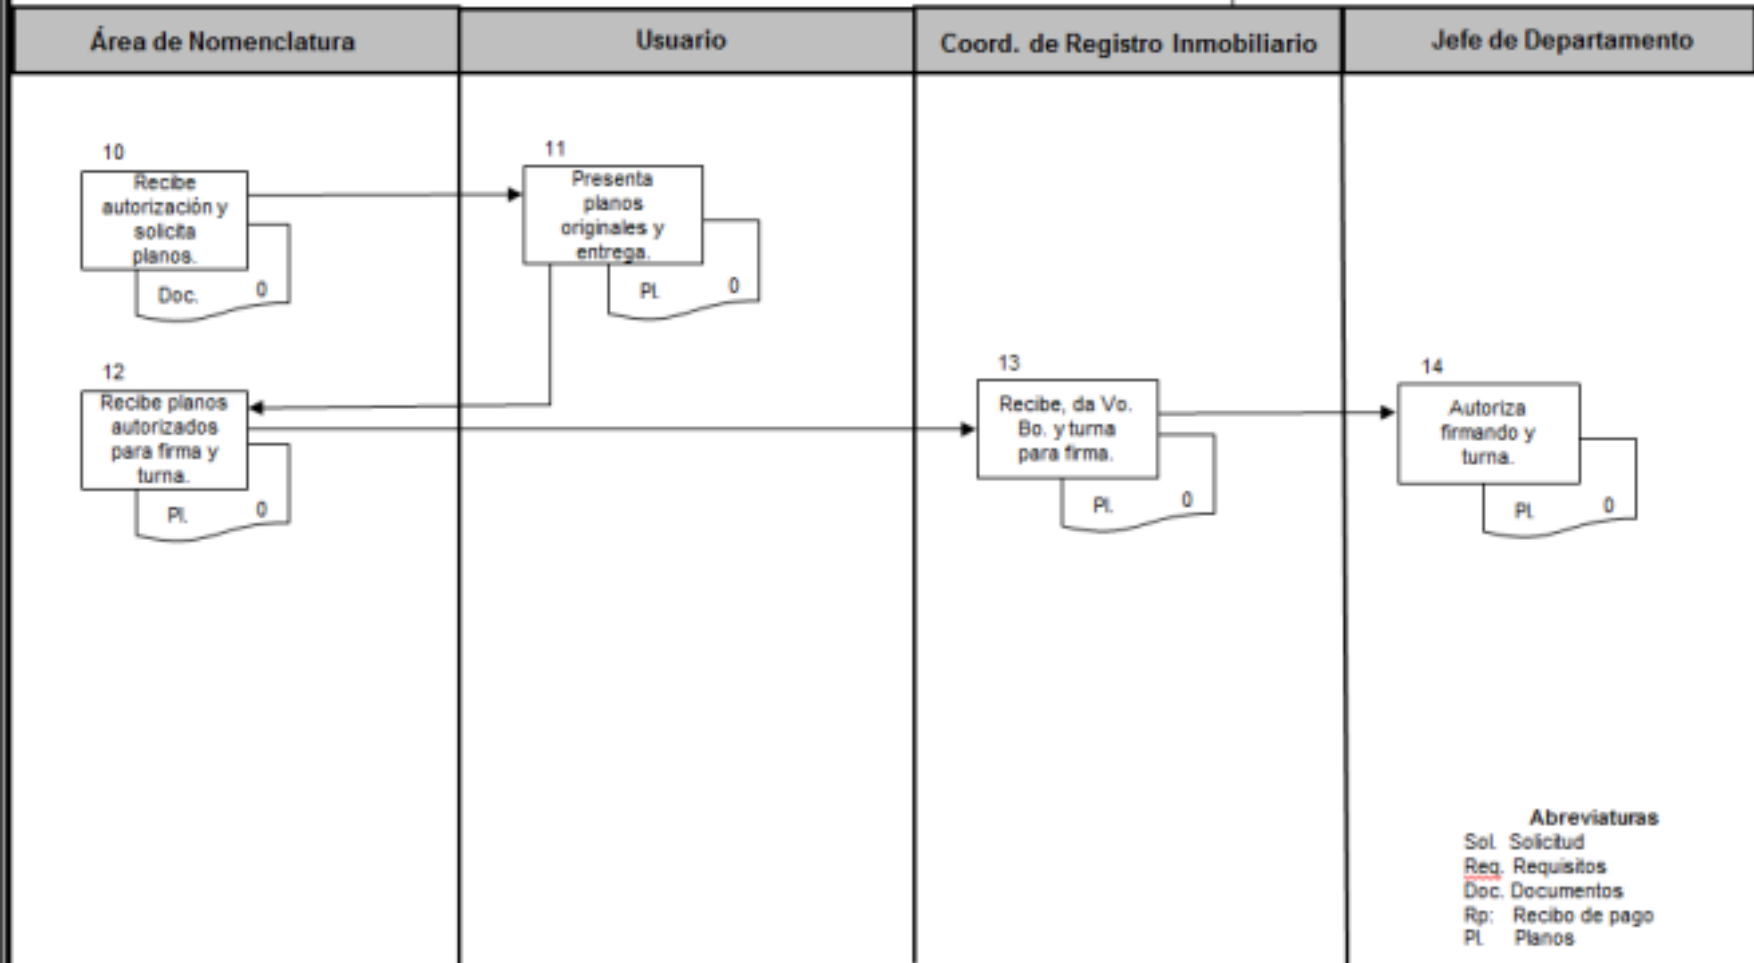 Área de Nomenclatura
Usuario
Coord. de Registro Inmobiliario
Jefe de Departamento
10
Recibe
autorización y
solicita
planos.
Doc. 0
11
Presenta
planos
originales y
entrega.
Pl. 0
12
Recibe planos
autorizados
para firma y
turna.
Pl. 0
13
Recibe, da Vo.
Bo. y turna
para firma.
Pl. 0
14
Autoriza
firmando y
turna.
Pl. 0
Abreviaturas
Sol. Solicitud
Req. Requisitos
Doc. Documentos
Rp: Recibo de pago
Pl. Planos